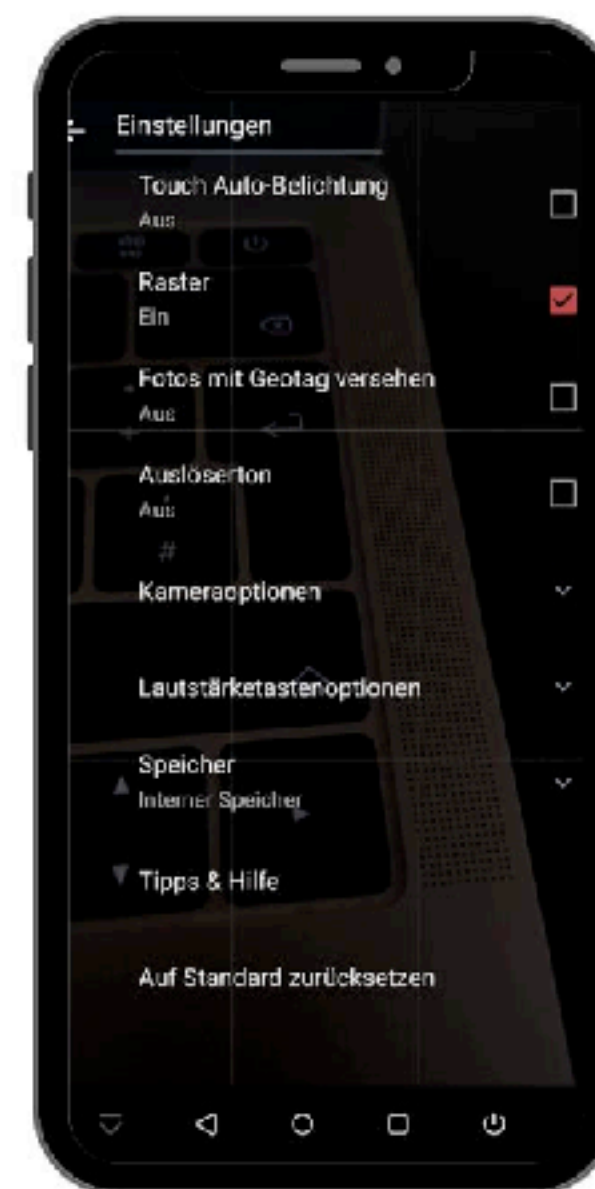 Einstellungen
Touch Auto-Belichtung
Aus
Raster
Ein
Fotos mit Geotag versehen
Aus
Auslöserton
Aus
#
Kameraoptionen
Lautstärketastenoptionen
Speicher
Interner Speicher
Tipps & Hilfe
Auf Standard zurücksetzen